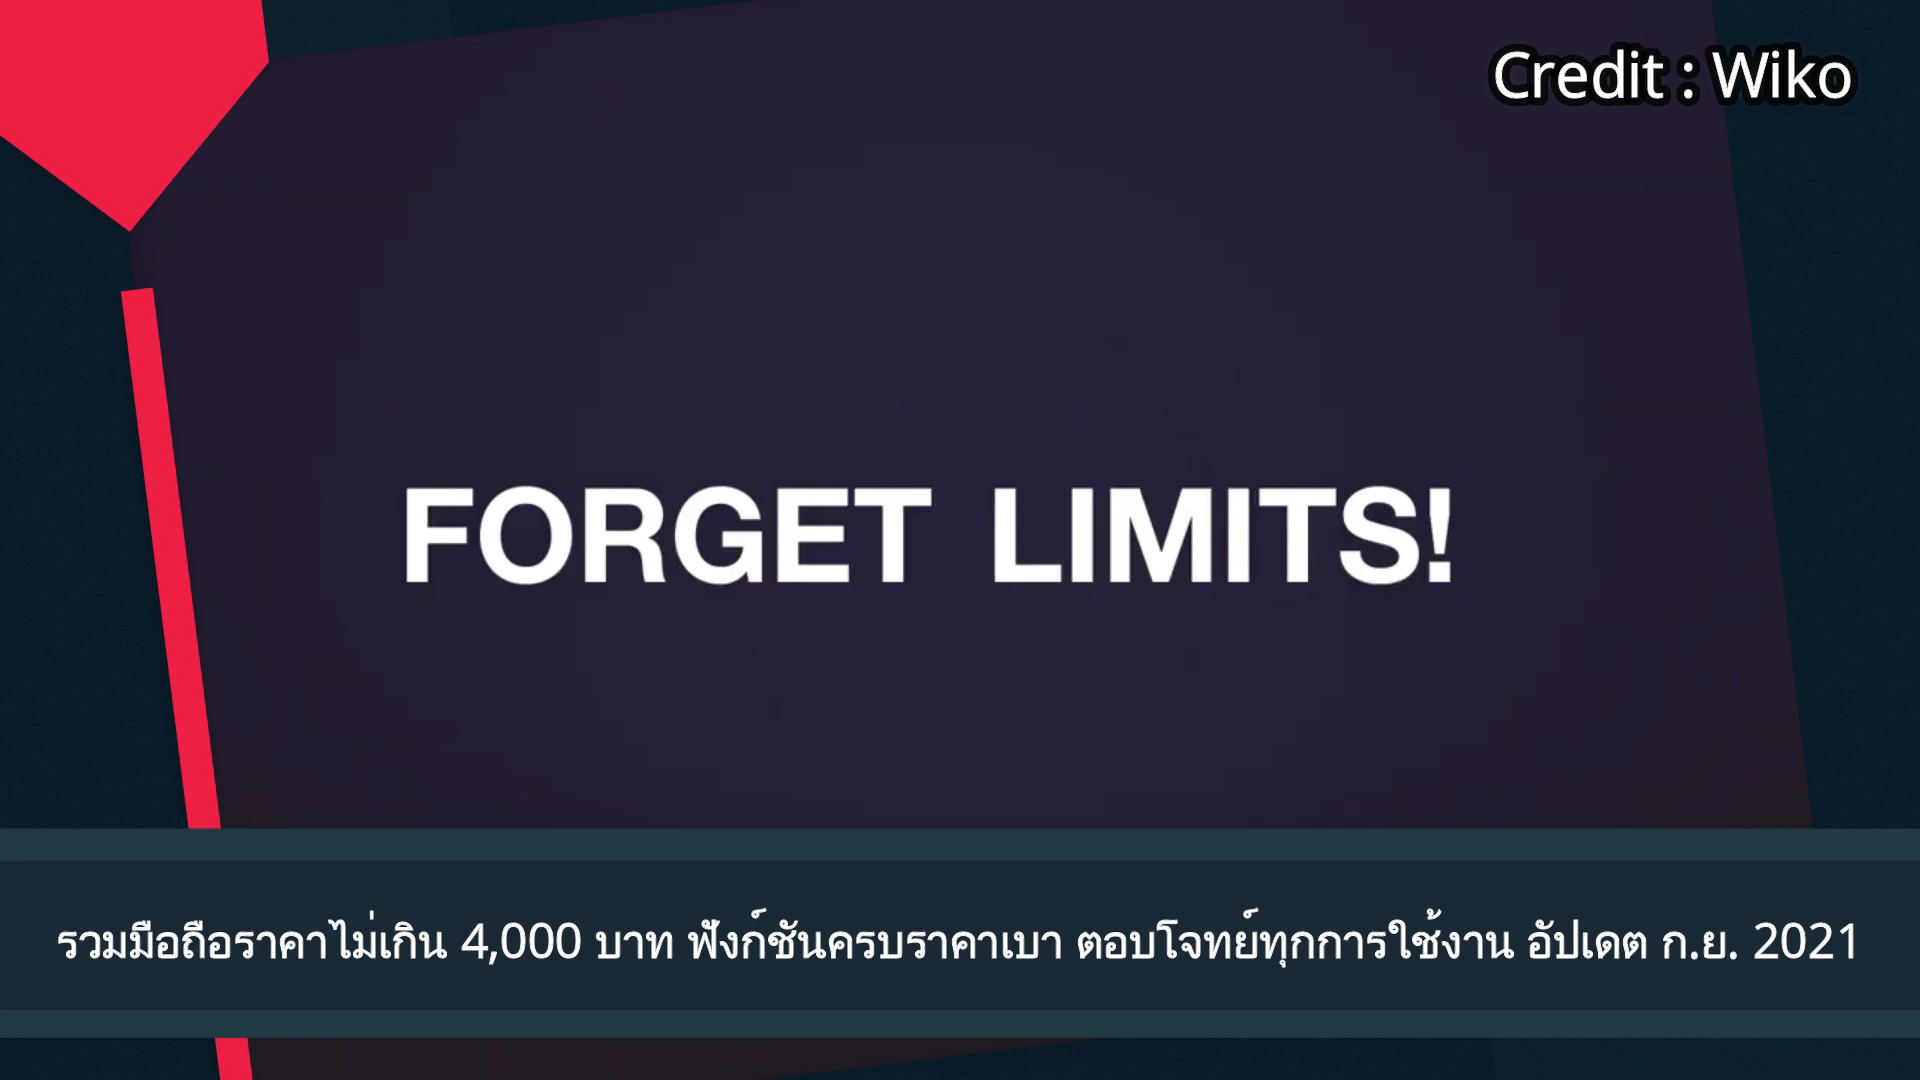 Credit : Wiko
FORGET LIMITS!
รวมมือถือราคาไม่เกิน 4,000 บาท ฟังก์ชันครบราคาเบา ตอบโจทย์ทุกการใช้งาน อัปเดต ก.ย. 2021